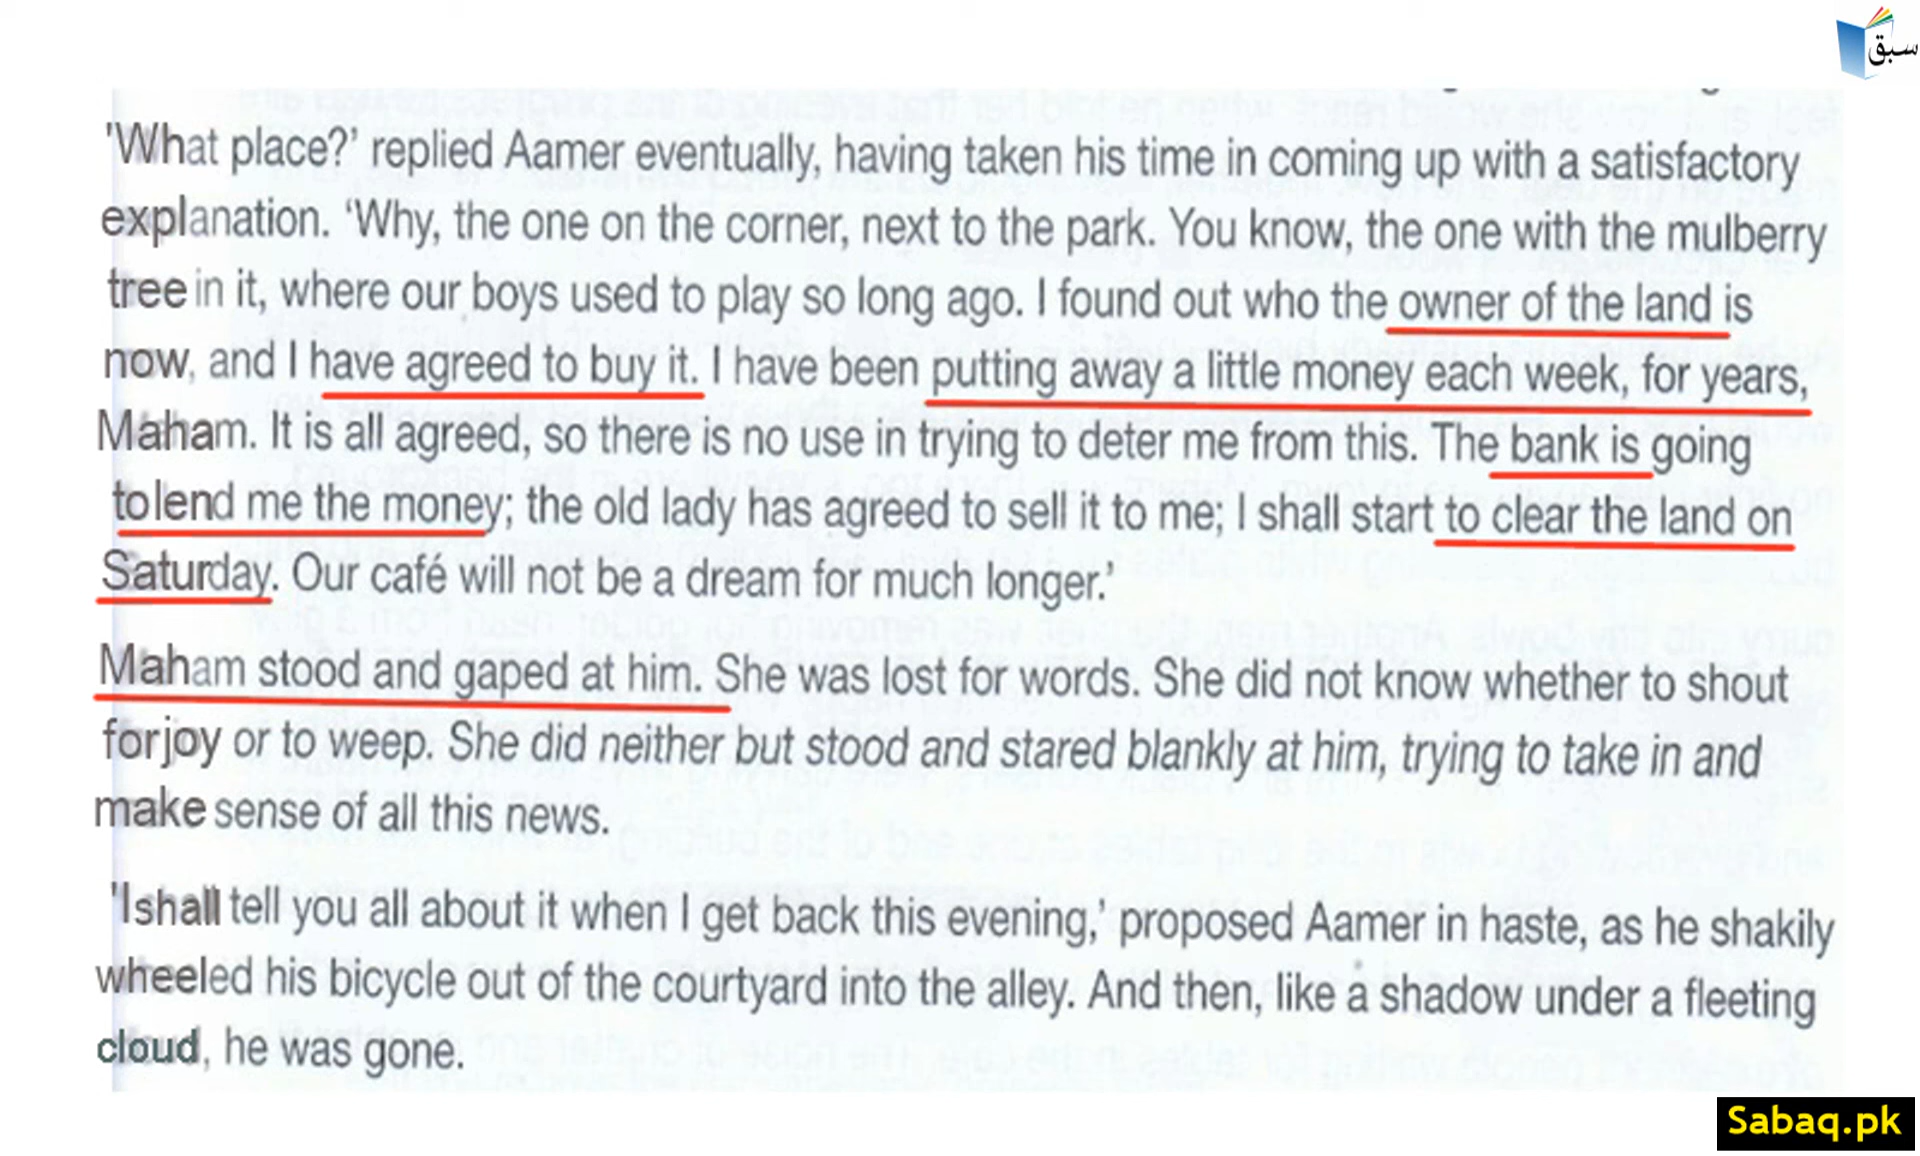 سبق
'What place?' replied Aamer eventually, having taken his time in coming up with a satisfactory
explanation. 'Why, the one on the corner, next to the park. You know, the one with the mulberry
tree in it, where our boys used to play so long ago. I found out who the owner of the land is
now, and I have agreed to buy it. I have been putting away a little money each week, for years,
Maham. It is all agreed, so there is no use in trying to deter me from this. The bank is going
to lend me the money; the old lady has agreed to sell it to me; I shall start to clear the land on
Saturday. Our café will not be a dream for much longer.'
Maham stood and gaped at him. She was lost for words. She did not know whether to shout
for joy or to weep. She did neither but stood and stared blankly at him, trying to take in and
make sense of all this news.
'I shall tell you all about it when I get back this evening,' proposed Aamer in haste, as he shakily
wheeled his bicycle out of the courtyard into the alley. And then, like a shadow under a fleeting
cloud, he was gone.
Sabaq.pk